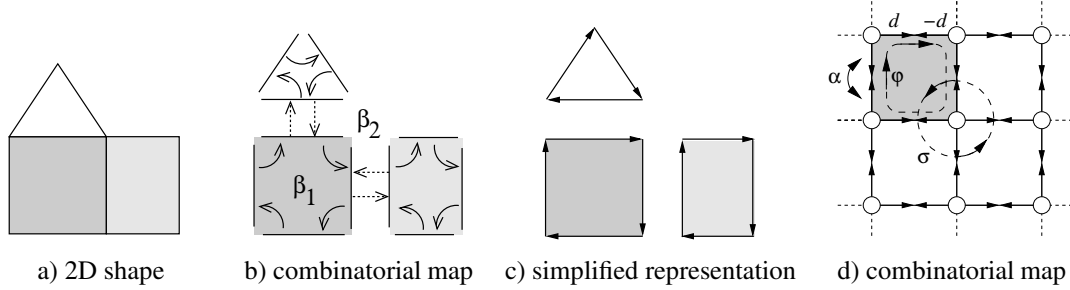 d
-d
α
φ
β2
β1
σ
a) 2D shape
b) combinatorial map
c) simplified representation
d) combinatorial map